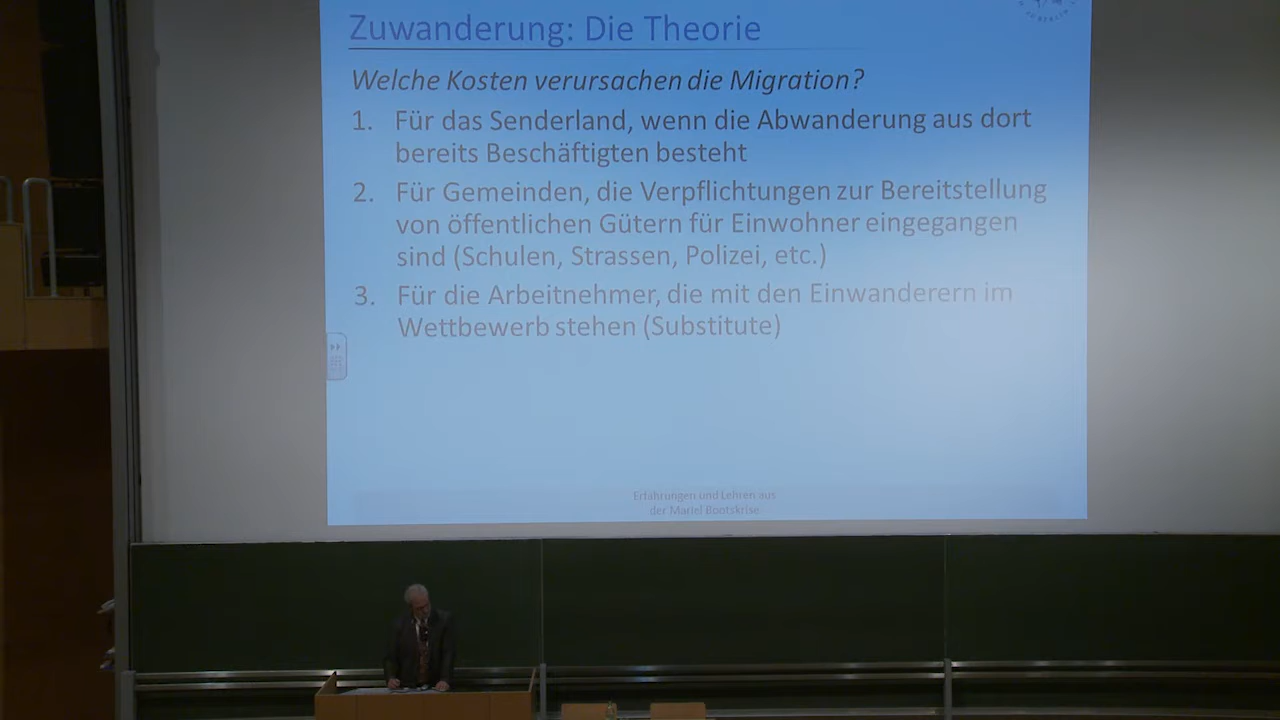 Zuwanderung: Die Theorie
Welche Kosten verursachen die Migration?
1. Für das Senderland, wenn die Abwanderung aus dort
bereits Beschäftigten besteht
2. Für Gemeinden, die Verpflichtungen zur Bereitstellung
von öffentlichen Gütern für Einwohner eingegangen
sind (Schulen, Strassen, Polizei, etc.)
3. Für die Arbeitnehmer, die mit den Einwanderern im
Wettbewerb stehen (Substitute)
Erfahrungen und Lehren aus
der Mariel Bootskrise